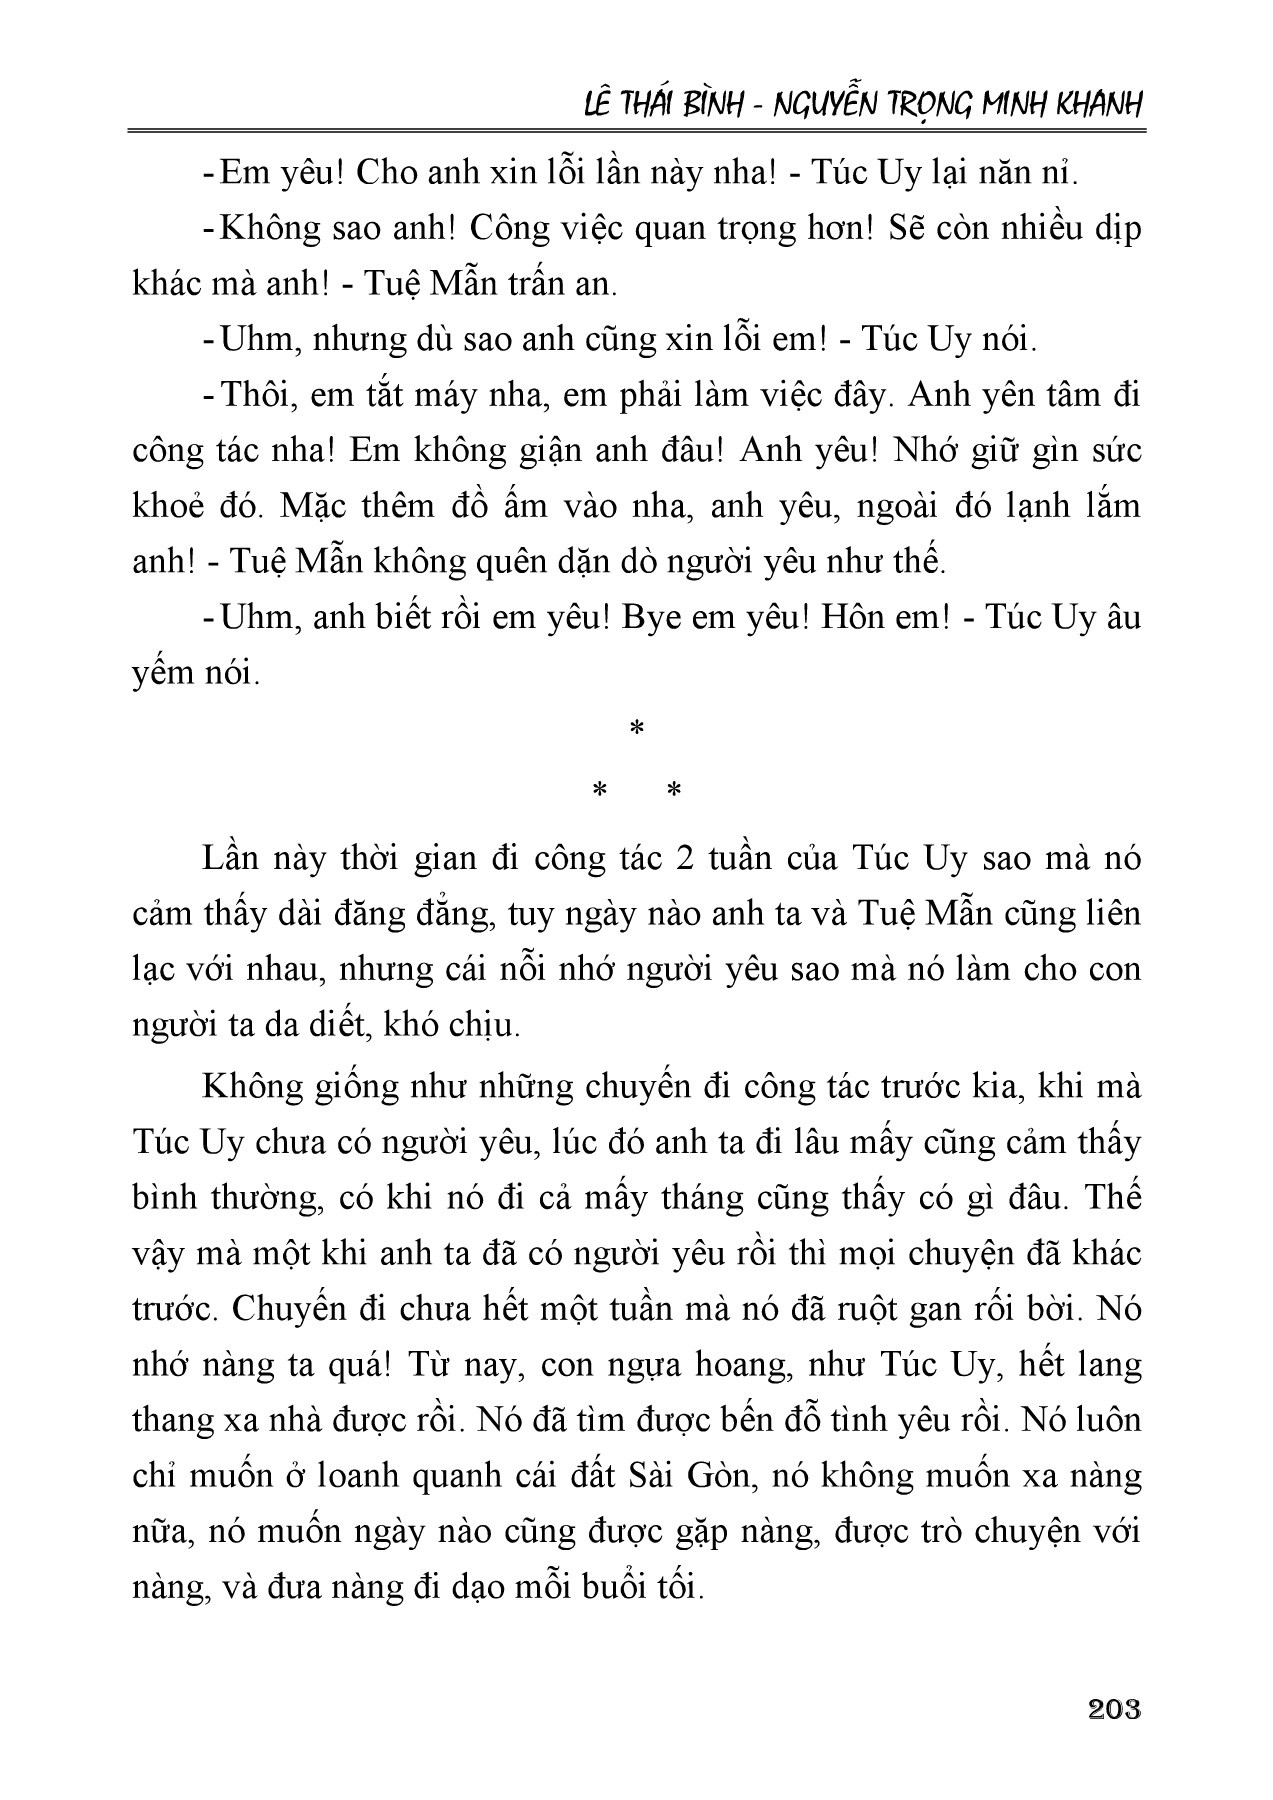 LÊ THÁI BÌNH - NGUYỄN TRỌNG MINH KHANH
- Em yêu! Cho anh xin lỗi lần này nha! - Túc Uy lại năn nỉ.
- Không sao anh! Công việc quan trọng hơn! Sẽ còn nhiều dịp
khác mà anh! - Tuệ Mẫn trấn an.
- Uhm, nhưng dù sao anh cũng xin lỗi em! - Túc Uy nói.
- Thôi, em tắt máy nha, em phải làm việc đây. Anh yên tâm đi
công tác nha! Em không giận anh đâu! Anh yêu! Nhớ giữ gìn sức
khoẻ đó. Mặc thêm đồ ấm vào nha, anh yêu, ngoài đó lạnh lắm
anh! - Tuệ Mẫn không quên dặn dò người yêu như thế.
- Uhm, anh biết rồi em yêu! Bye em yêu! Hôn em! - Túc Uy âu
yếm nói.
*
* *
Lần này thời gian đi công tác 2 tuần của Túc Uy sao mà nó
cảm thấy dài đăng đẳng, tuy ngày nào anh ta và Tuệ Mẫn cũng liên
lạc với nhau, nhưng cái nỗi nhớ người yêu sao mà nó làm cho con
người ta da diết, khó chịu.
Không giống như những chuyến đi công tác trước kia, khi mà
Túc Uy chưa có người yêu, lúc đó anh ta đi lâu mấy cũng cảm thấy
bình thường, có khi nó đi cả mấy tháng cũng thấy có gì đâu. Thế
vậy mà một khi anh ta đã có người yêu rồi thì mọi chuyện đã khác
trước. Chuyến đi chưa hết một tuần mà nó đã ruột gan rối bời. Nó
nhớ nàng ta quá! Từ nay, con ngựa hoang, như Túc Uy, hết lang
thang xa nhà được rồi. Nó đã tìm được bến đỗ tình yêu rồi. Nó luôn
chỉ muốn ở loanh quanh cái đất Sài Gòn, nó không muốn xa nàng
nữa, nó muốn ngày nào cũng được gặp nàng, được trò chuyện với
nàng, và đưa nàng đi dạo mỗi buổi tối.
203